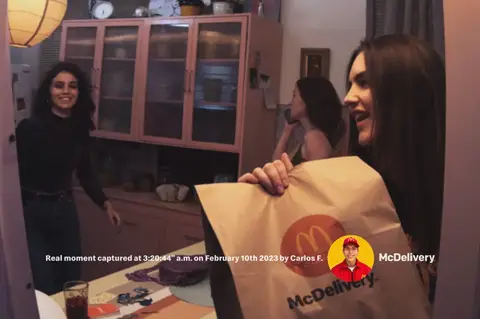 McDelivery
Real moment captured at 3:20:44" a.m. on February 10th 2023 by Carlos F.
McDelivery